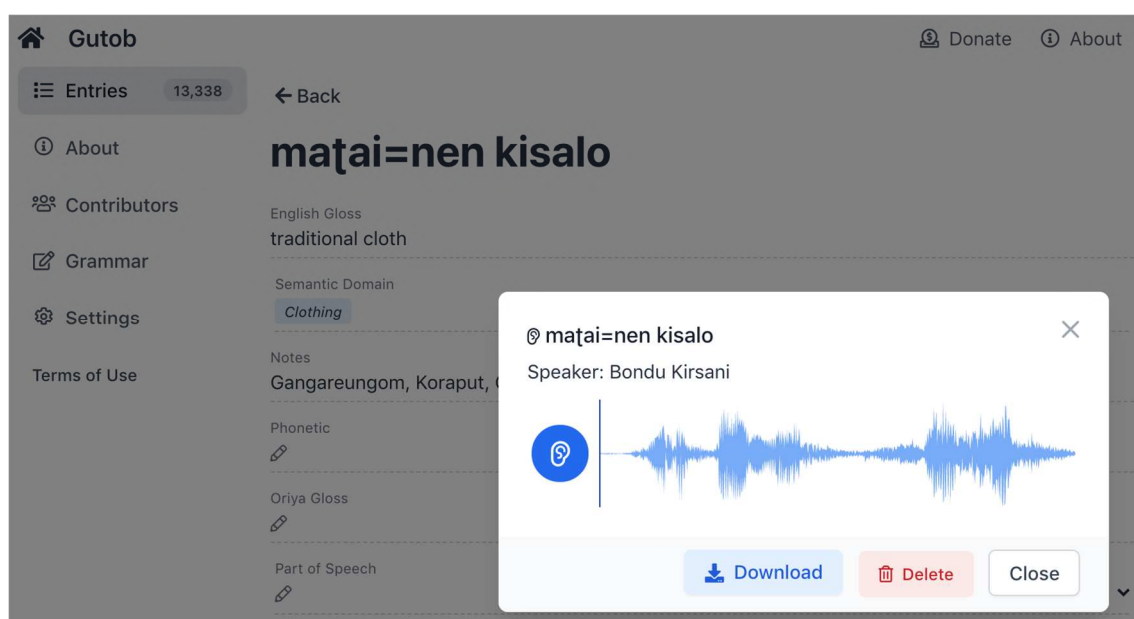 Gutob
Donate
About
Entries 13,338
About
Contributors
Grammar
Settings
Terms of Use
Back
maʈai=nen kisalo
English Gloss
traditional cloth
Semantic Domain
Clothing
Notes
Gangareungom, Koraput,
Phonetic
Oriya Gloss
Part of Speech
maʈai=nen kisalo
Speaker: Bondu Kirsani
Download
Delete
Close